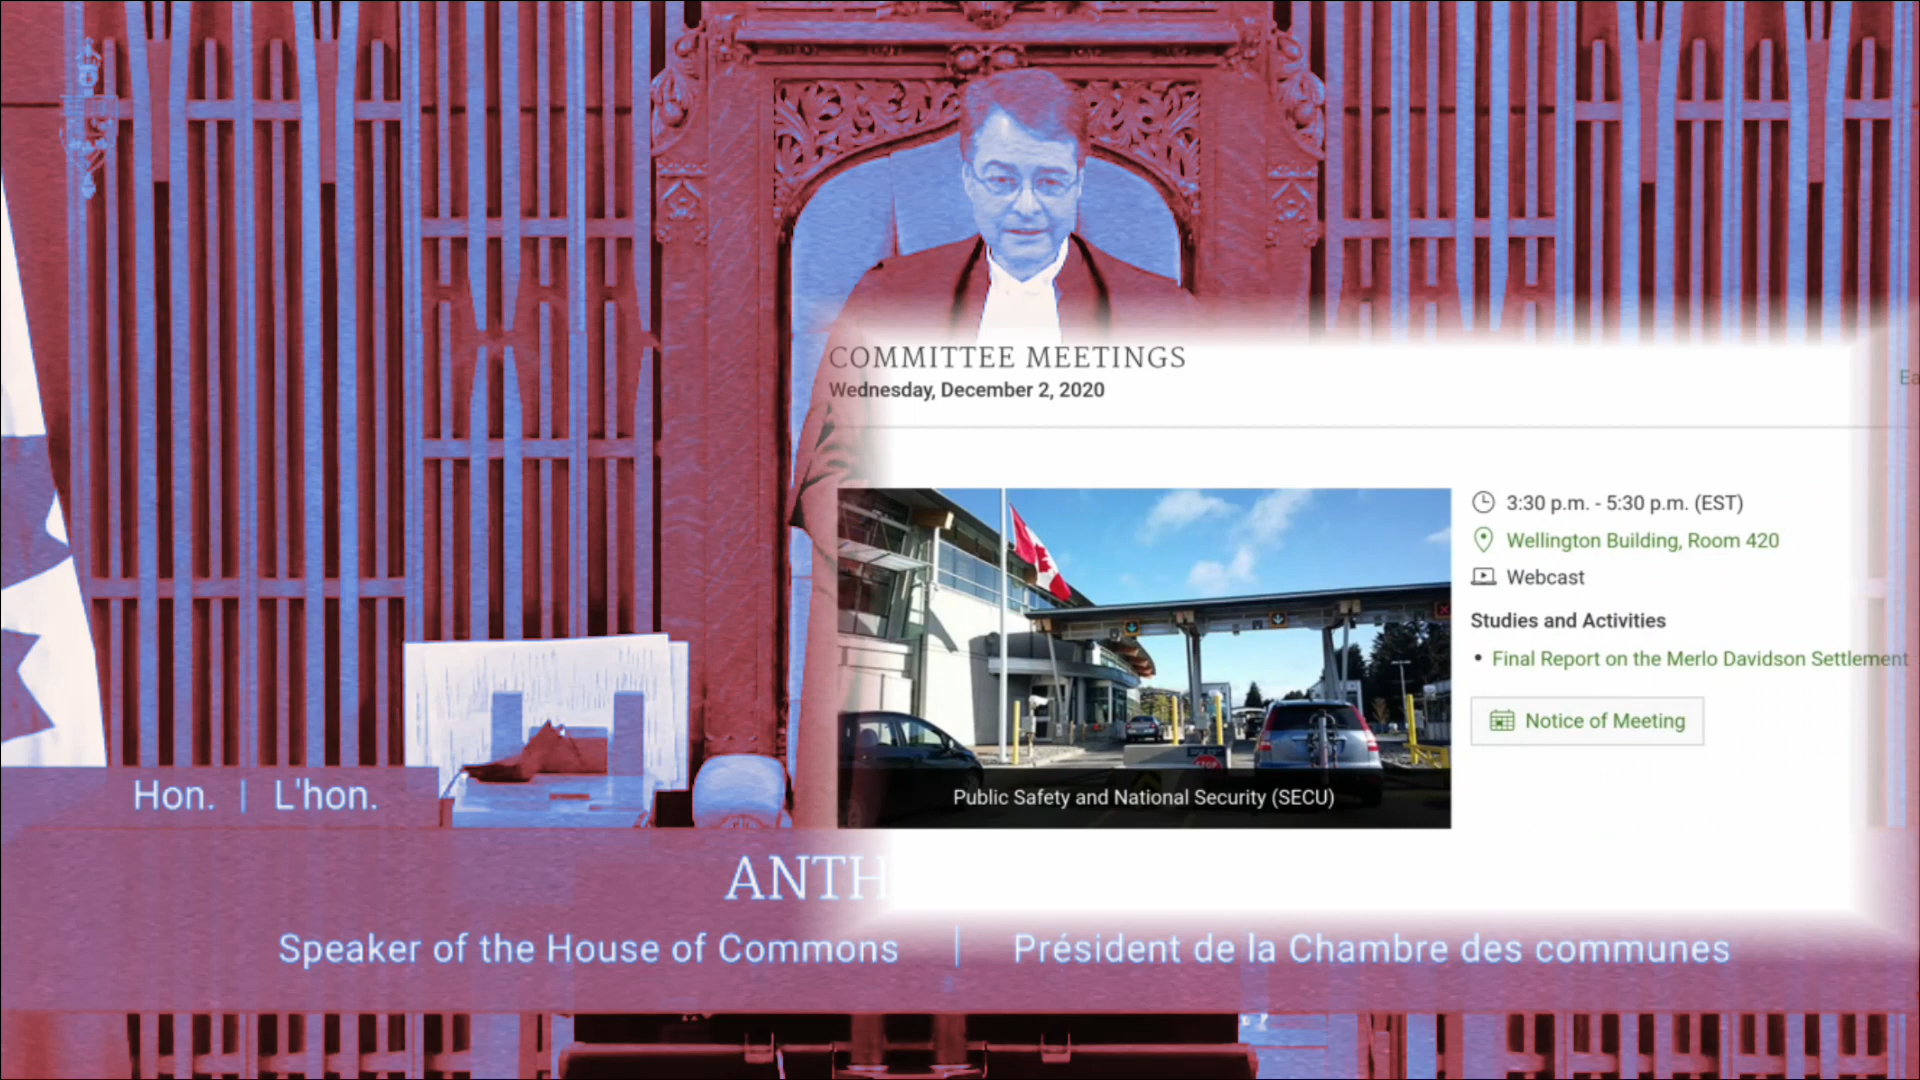 COMMITTEE MEETINGS
Wednesday, December 2, 2020
Ea
3:30 p.m. - 5:30 p.m. (EST)
Wellington Building, Room 420
Webcast
Studies and Activities
• Final Report on the Merlo Davidson Settlement
Notice of Meeting
STOP
Public Safety and National Security (SECU)
Hon. | L'hon.
ANTH
Speaker of the House of Commons | Président de la Chambre des communes